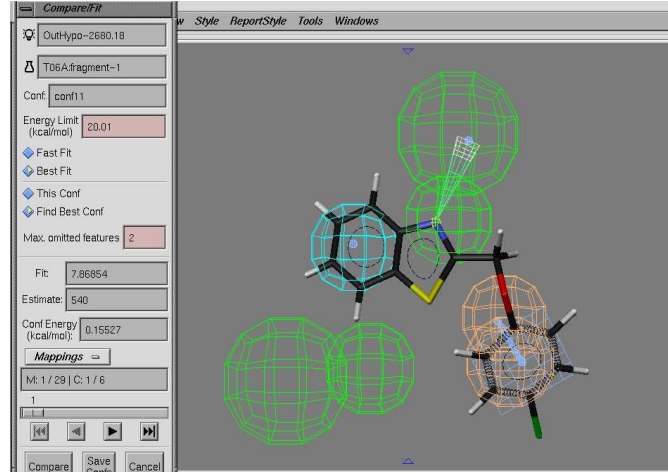 Compare/Fit
w Style ReportStyle Tools Windows
OutHypo-2680.18
T06A:fragment-1
Conf: conf11
Energy Limit
(kcal/mol) 20.01
Fast Fit
Best Fit
This Conf
Find Best Conf
Max. omitted features 2
Fit: 7.86854
Estimate: 540
Conf Energy
(kcal/mol): 0.15527
Mappings
M: 1 / 29 | C: 1 / 6
1
Compare Save Cancel